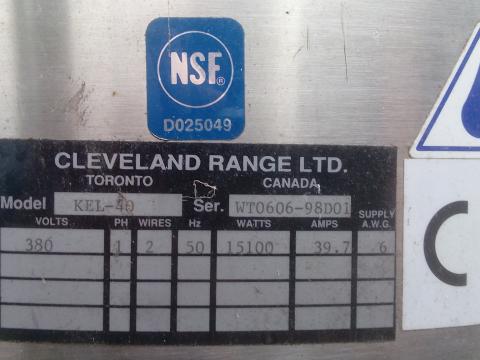 NSF®
D025049
CLEVELAND RANGE LTD.
TORONTO CANADA
Model KEL-40 Ser. WT0606-98D01
VOLTS PH WIRES Hz WATTS AMPS SUPPLY A.W.G.
380 1 2 50 15100 39.7 6
C